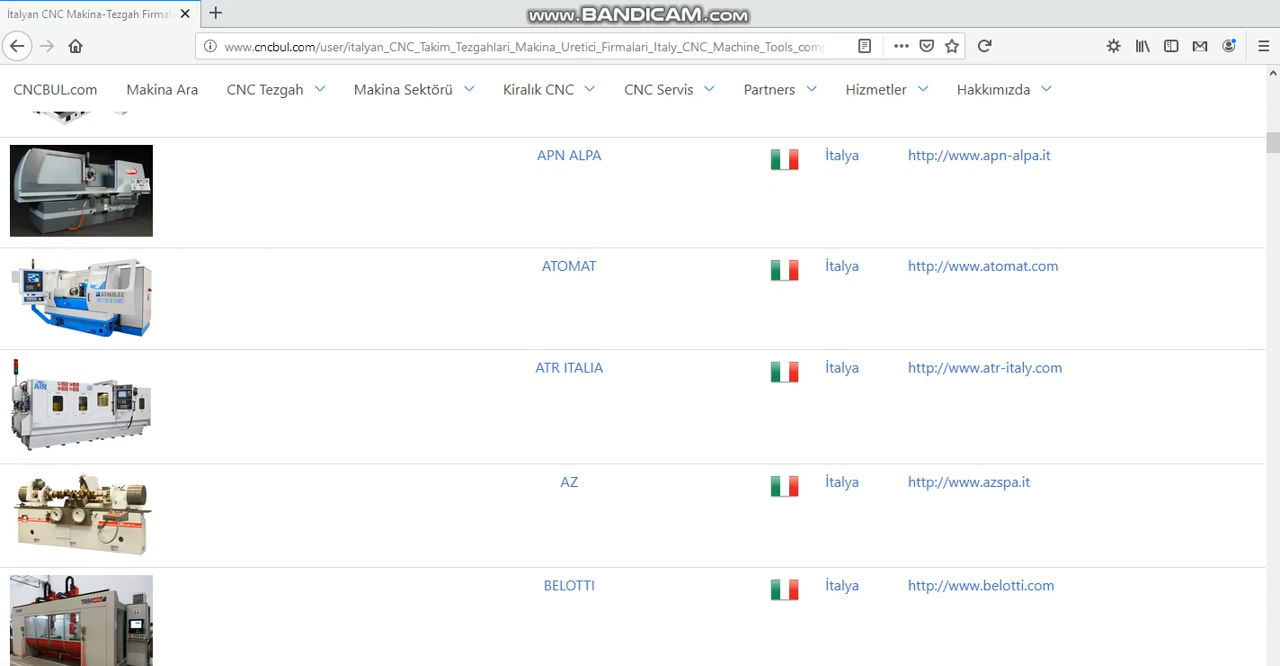 İtalyan CNC Makina-Tezgah Firmal
www.BANDICAM.com
www.cncbul.com/user/italyan_CNC_Takim_Tezgahlari_Makina_Uretici_Firmalari_Italy_CNC_Machine_Tools_com
CNCBUL.com Makina Ara CNC Tezgah Makina Sektörü Kiralık CNC CNC Servis Partners Hizmetler Hakkımızda
APN ALPA İtalya http://www.apn-alpa.it
ATOMAT İtalya http://www.atomat.com
ATR ITALIA İtalya http://www.atr-italy.com
ATR
AZ İtalya http://www.azspa.it
BELOTTI İtalya http://www.belotti.com